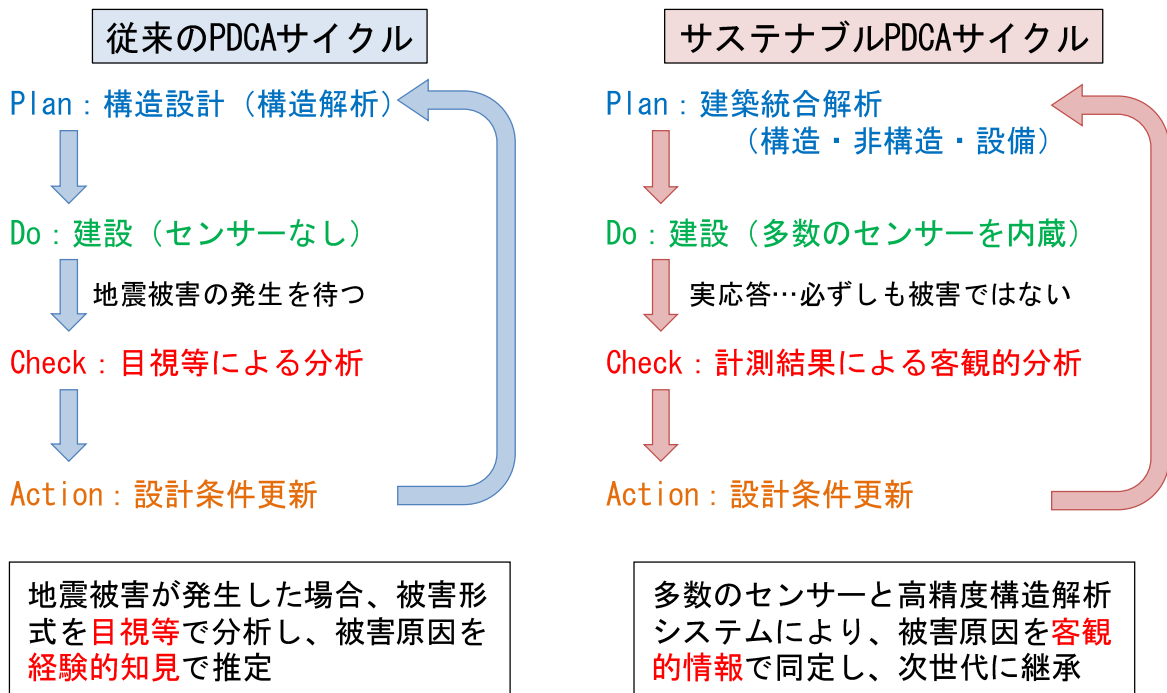 従来のPDCAサイクル
Plan：構造設計（構造解析）
Do：建設（センサーなし）
地震被害の発生を待つ
Check：目視等による分析
Action：設計条件更新
地震被害が発生した場合、被害形
式を目視等で分析し、被害原因を
経験的知見で推定
サステナブルPDCAサイクル
Plan：建築統合解析
（構造・非構造・設備）
Do：建設（多数のセンサーを内蔵）
実応答…必ずしも被害ではない
Check：計測結果による客観的分析
Action：設計条件更新
多数のセンサーと高精度構造解析
システムにより、被害原因を客観
的情報で同定し、次世代に継承